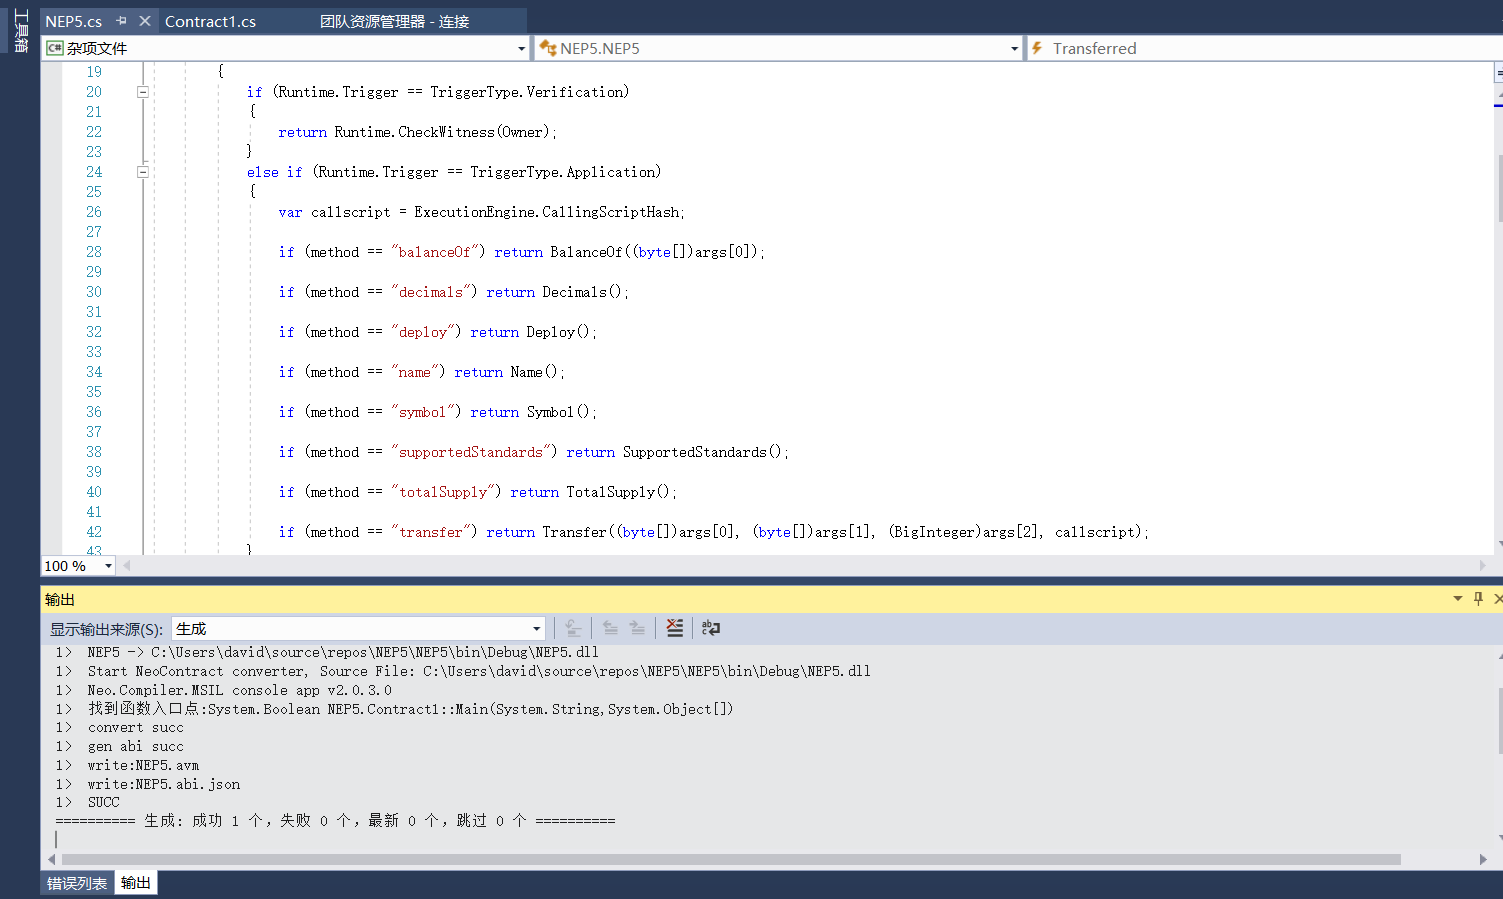 工具箱
NEP5.cs Contract1.cs 团队资源管理器 - 连接
C# 杂项文件 NEP5.NEP5 Transferred
19 {
20 if (Runtime.Trigger == TriggerType.Verification)
21 {
22 return Runtime.CheckWitness(Owner);
23 }
24 else if (Runtime.Trigger == TriggerType.Application)
25 {
26 var callscript = ExecutionEngine.CallingScriptHash;
27
28 if (method == "balanceOf") return BalanceOf((byte[])args[0]);
29
30 if (method == "decimals") return Decimals();
31
32 if (method == "deploy") return Deploy();
33
34 if (method == "name") return Name();
35
36 if (method == "symbol") return Symbol();
37
38 if (method == "supportedStandards") return SupportedStandards();
39
40 if (method == "totalSupply") return TotalSupply();
41
42 if (method == "transfer") return Transfer((byte[])args[0], (byte[])args[1], (BigInteger)args[2], callscript);
43 }
100 %
输出
显示输出来源(S): 生成
1> NEP5 -> C:\Users\david\source\repos\NEP5\NEP5\bin\Debug\NEP5.dll
1> Start NeoContract converter, Source File: C:\Users\david\source\repos\NEP5\NEP5\bin\Debug\NEP5.dll
1> Neo.Compiler.MSIL console app v2.0.3.0
1> 找到函数入口点:System.Boolean NEP5.Contract1::Main(System.String,System.Object[])
1> convert succ
1> gen abi succ
1> write:NEP5.avm
1> write:NEP5.abi.json
1> SUCC
========== 生成: 成功 1 个，失败 0 个，最新 0 个，跳过 0 个 ==========
错误列表 输出